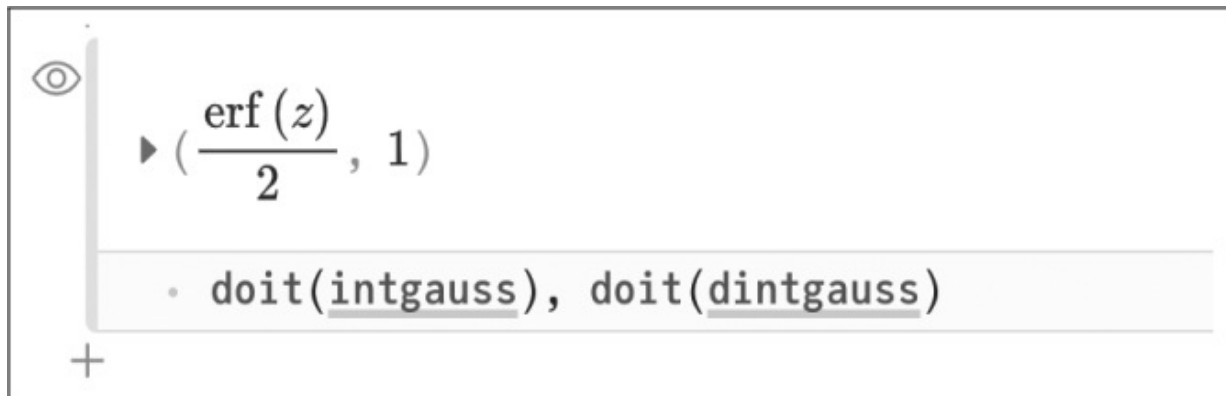 (erf (z)/2, 1)
doit(intgauss), doit(dintgauss)